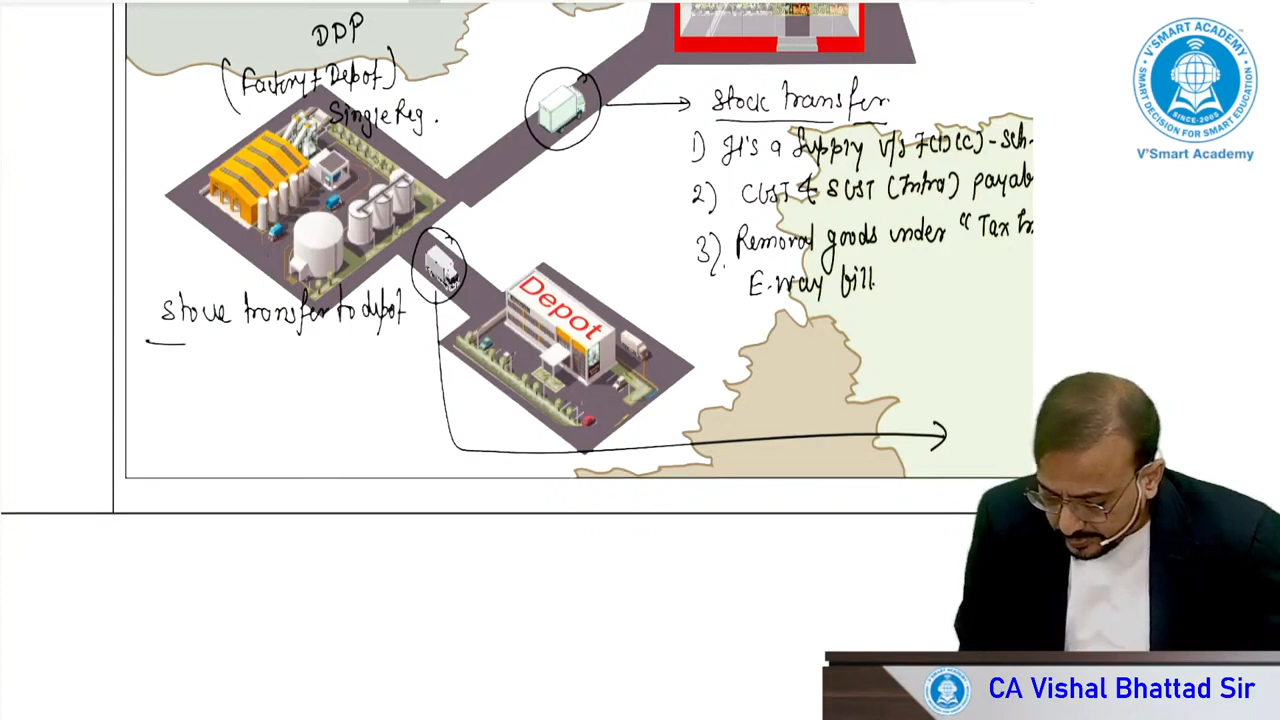 DDP
(Factory + Depot)
Single Reg.
Stock transfer
1) It's a Supply u/s 7(1)(c) - Sch-
2) CGST & SGST (Intra) payab
3) Removal goods under "Tax In
E-way bill
Stock transfer to depot
Depot
V'SMART ACADEMY
SMART DECISION FOR SMART EDUCATION
SINCE-2005
V'Smart Academy
CA Vishal Bhattad Sir